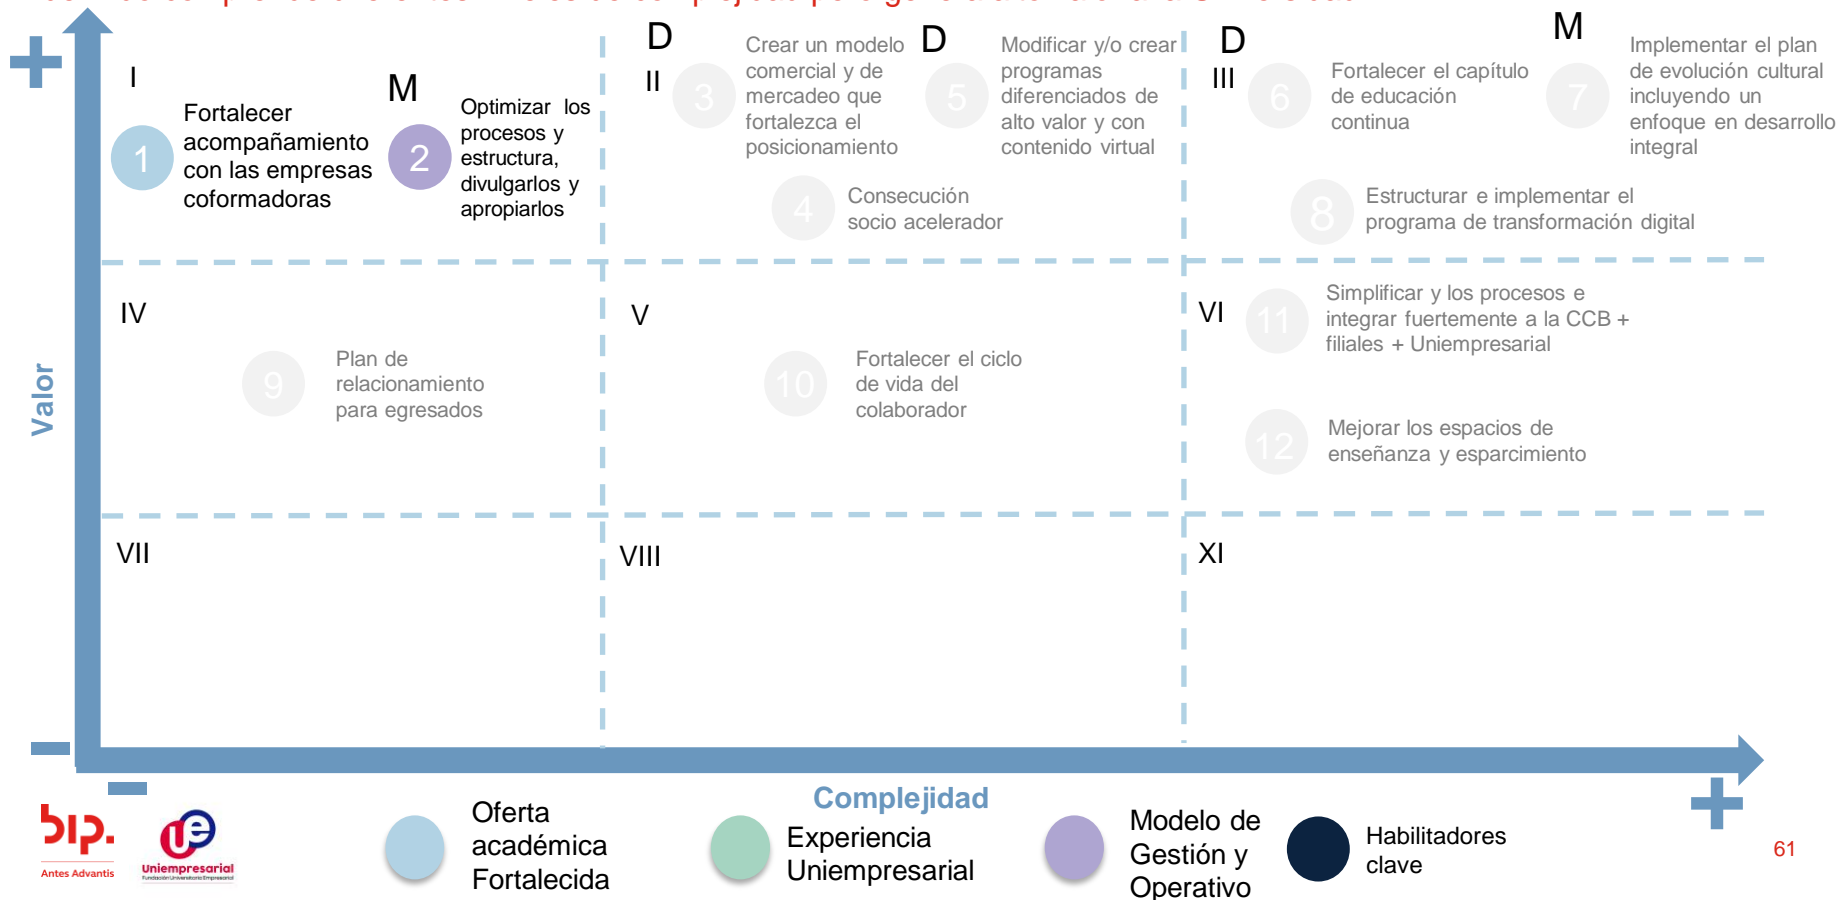 I
1
Fortalecer
acompañamiento
con las empresas
coformadoras
M
2
Optimizar los
procesos y
estructura,
divulgarlos y
apropiarlos
D
II
3
Crear un modelo
comercial y de
mercadeo que
fortalezca el
posicionamiento
D
5
Modificar y/o crear
programas
diferenciados de
alto valor y con
contenido virtual
4
Consecución
socio acelerador
D
III
6
Fortalecer el capítulo
de educación
continua
M
7
Implementar el plan
de evolución cultural
incluyendo un
enfoque en desarrollo
integral
8
Estructurar e implementar el
programa de transformación digital
IV
9
Plan de
relacionamiento
para egresados
V
10
Fortalecer el ciclo
de vida del
colaborador
VI
11
Simplificar y los procesos e
integrar fuertemente a la CCB +
filiales + Uniempresarial
12
Mejorar los espacios de
enseñanza y esparcimiento
Valor
VII
VIII
XI
Complejidad
bip.
Antes Advantis
ue
Uniempresarial
Fundación Universitaria Empresarial
Oferta
académica
Fortalecida
Experiencia
Uniempresarial
Modelo de
Gestión y
Operativo
Habilitadores
clave
61